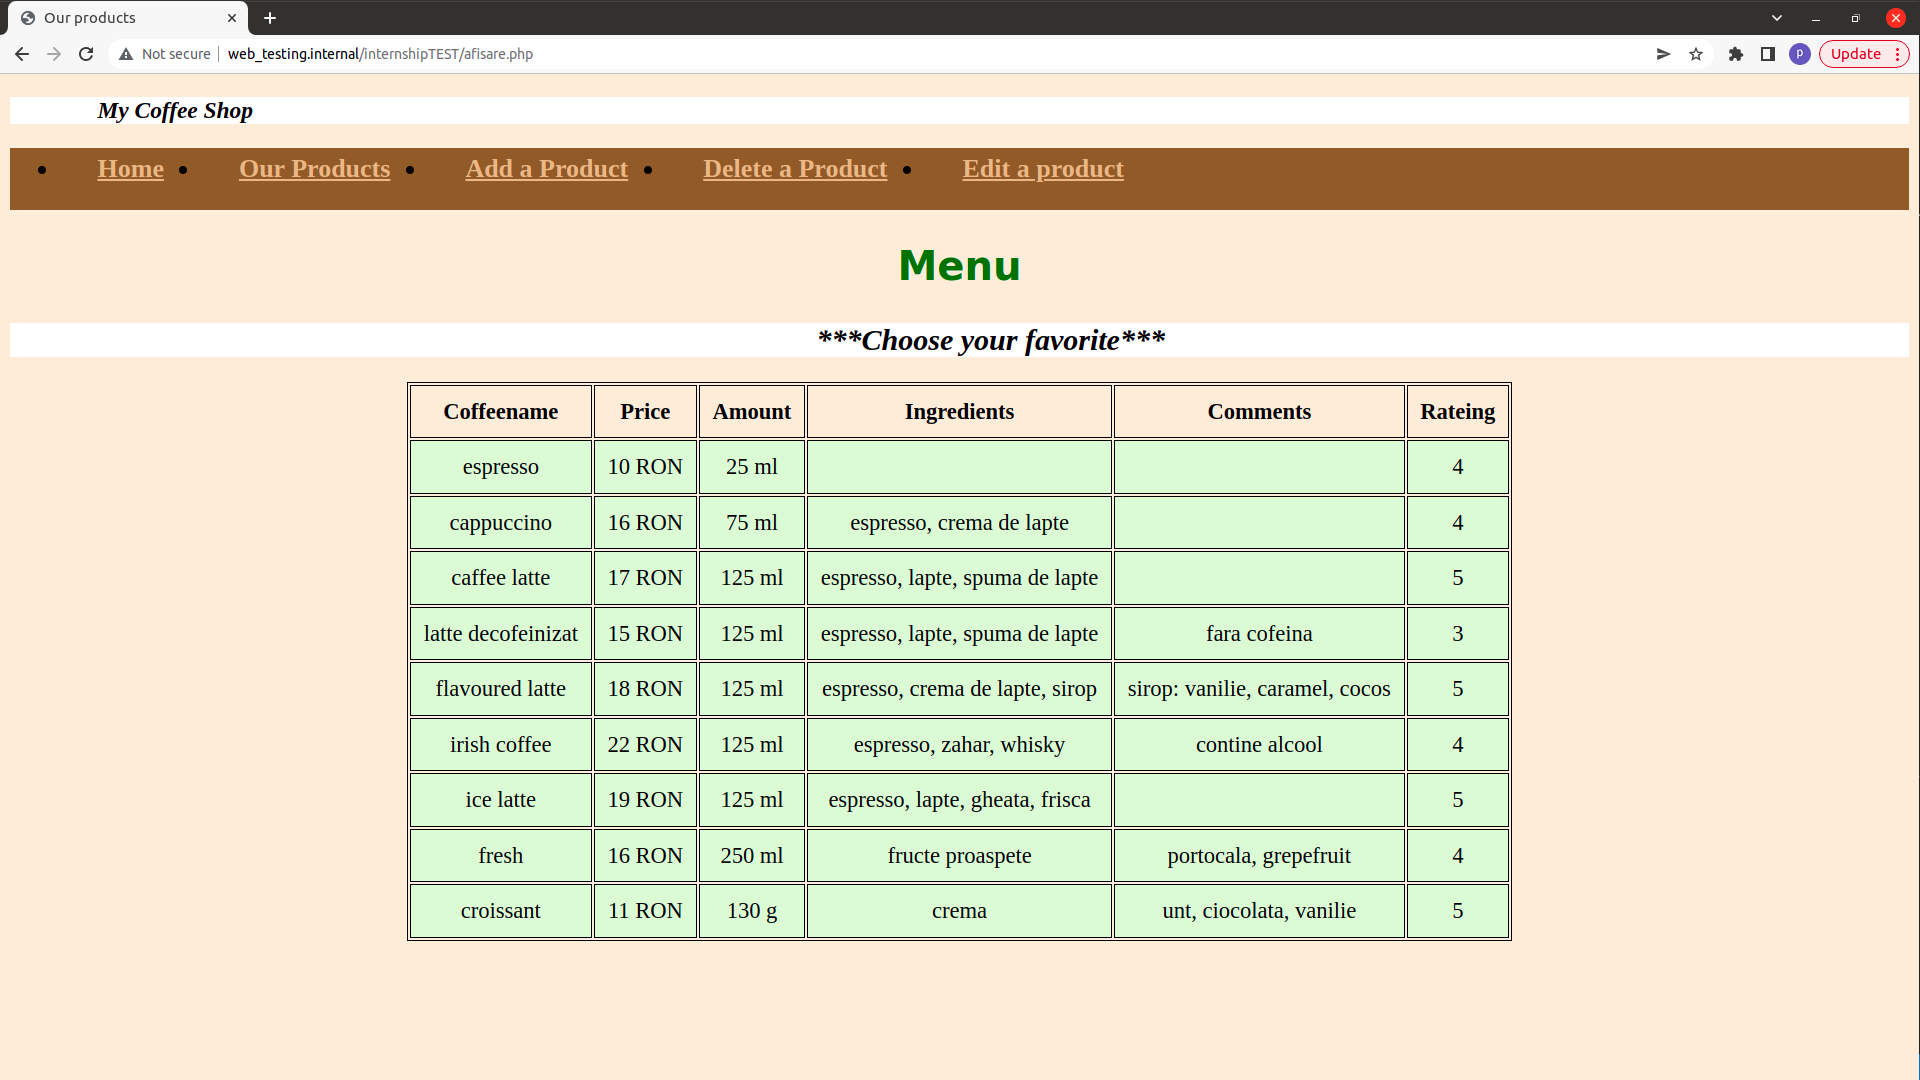 Our products
Not secure web_testing.internal/internshipTEST/afisare.php P Update
My Coffee Shop
Home Our Products Add a Product Delete a Product Edit a product
Menu
***Choose your favorite***
Coffeename Price Amount Ingredients Comments Rateing
espresso 10 RON 25 ml 4
cappuccino 16 RON 75 ml espresso, crema de lapte 4
caffee latte 17 RON 125 ml espresso, lapte, spuma de lapte 5
latte decofeinizat 15 RON 125 ml espresso, lapte, spuma de lapte fara cofeina 3
flavoured latte 18 RON 125 ml espresso, crema de lapte, sirop sirop: vanilie, caramel, cocos 5
irish coffee 22 RON 125 ml espresso, zahar, whisky contine alcool 4
ice latte 19 RON 125 ml espresso, lapte, gheata, frisca 5
fresh 16 RON 250 ml fructe proaspete portocala, grepefruit 4
croissant 11 RON 130 g crema unt, ciocolata, vanilie 5